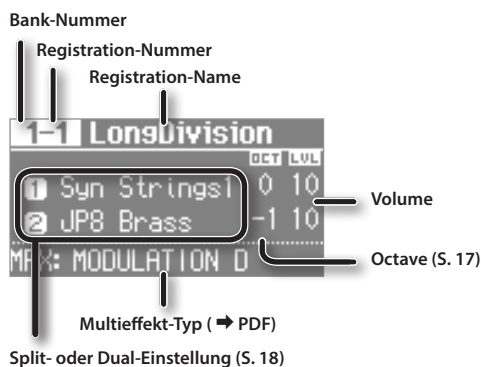 Bank-Nummer
Registration-Nummer
Registration-Name
1-1 LongDivision
OCT LVL
1 Syn Strings1 0 10
2 JP8 Brass -1 10
Volume
MFX: MODULATION D
Octave (S. 17)
Multieffekt-Typ ( ➡ PDF)
Split- oder Dual-Einstellung (S. 18)